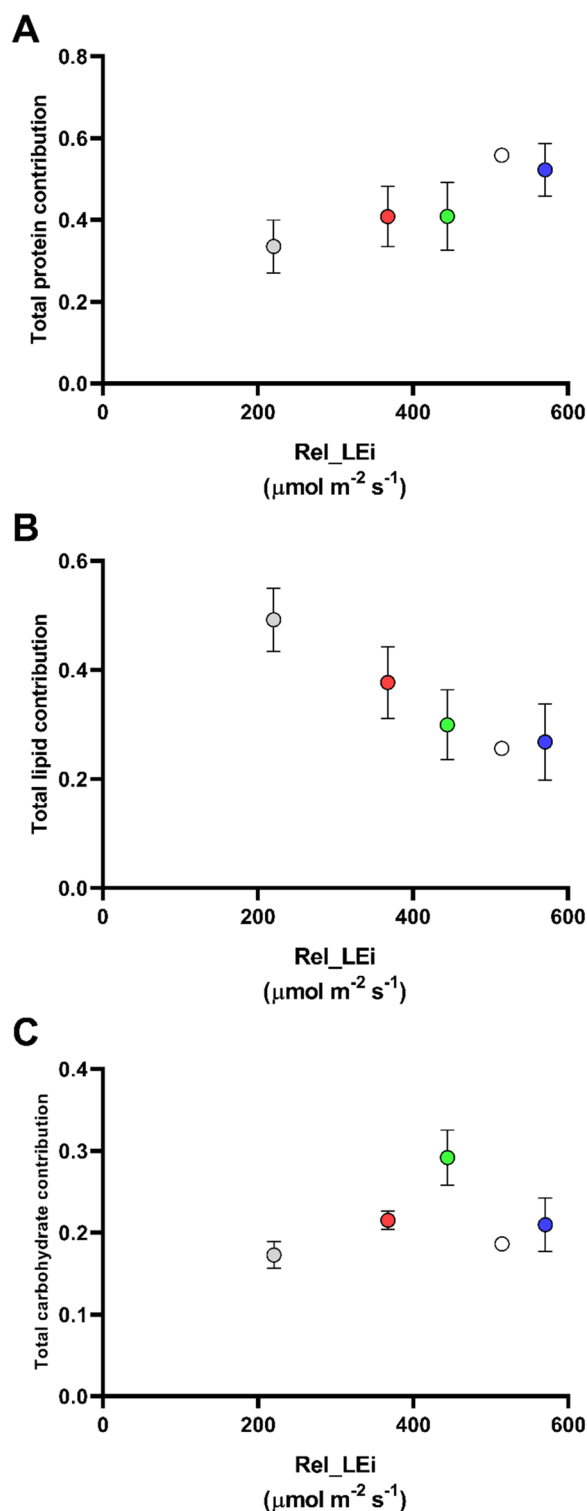 A
Total protein contribution
0.8
0.6
0.4
0.2
0.0
0
200
400
600
Rel_LEi
(μmol m⁻² s⁻¹)
B
Total lipid contribution
0.6
0.4
0.2
0.0
0
200
400
600
Rel_LEi
(μmol m⁻² s⁻¹)
C
Total carbohydrate contribution
0.4
0.3
0.2
0.1
0.0
0
200
400
600
Rel_LEi
(μmol m⁻² s⁻¹)